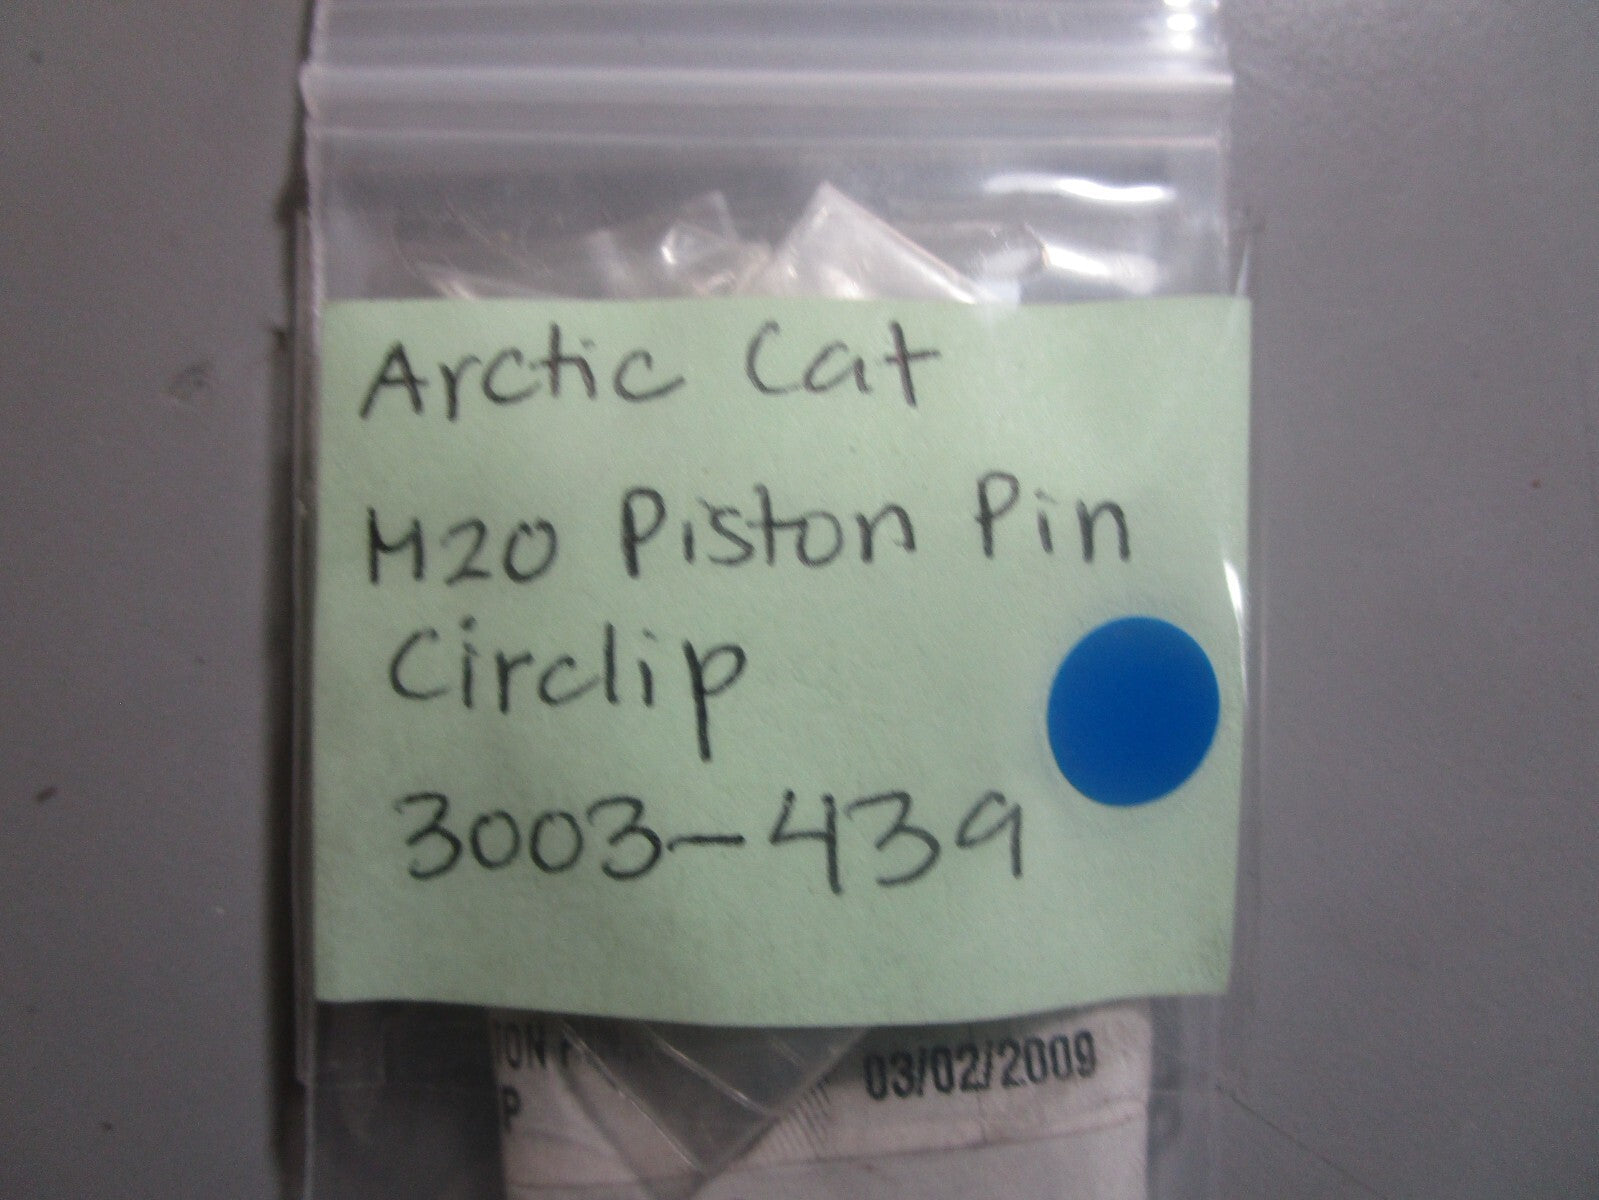 Arctic Cat
M20 Piston Pin
Circlip
3003-439
03/02/2009
P